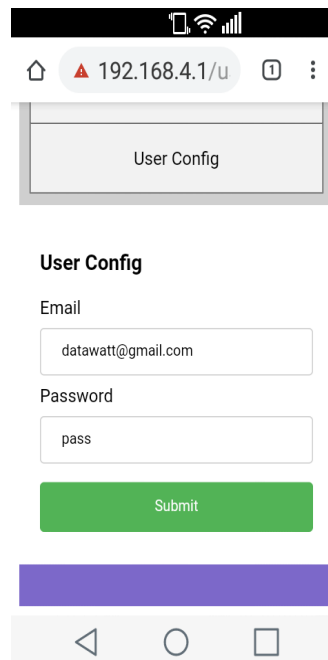 192.168.4.1/u
1
User Config
User Config
Email
datawatt@gmail.com
Password
pass
Submit